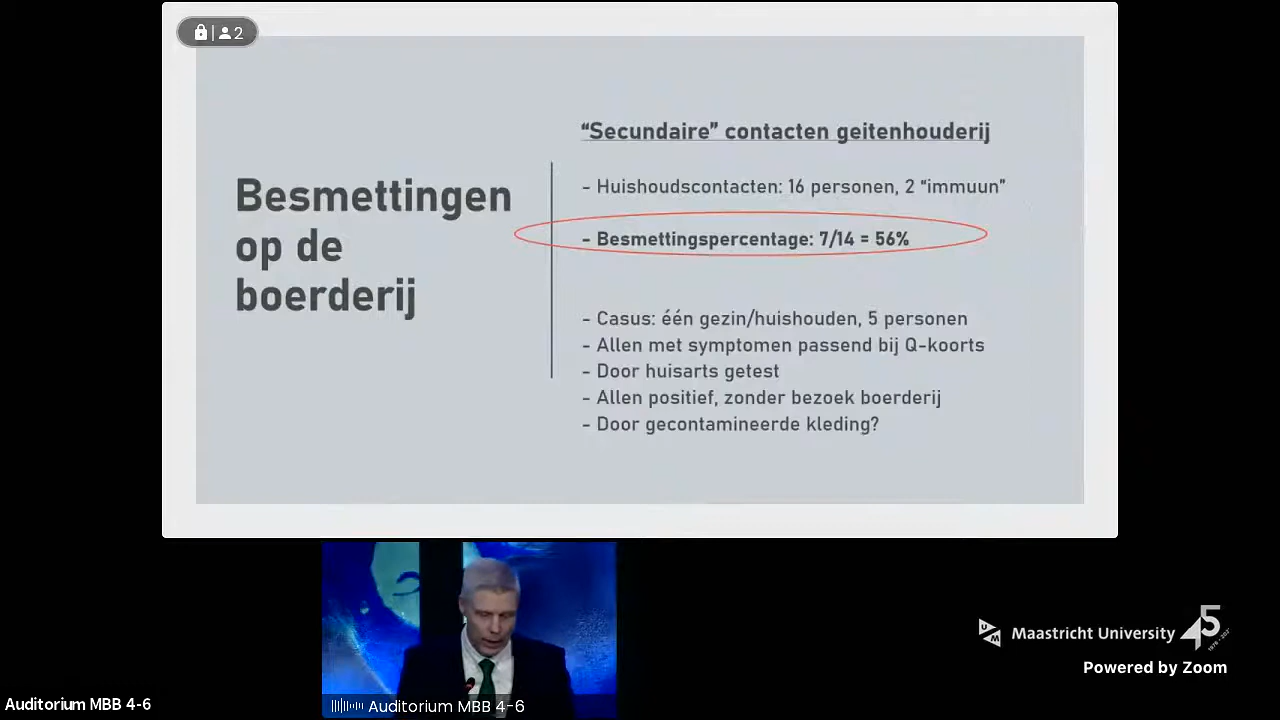 2
"Secundaire" contacten geitenhouderij
Besmettingen
op de
boerderij
- Huishoudscontacten: 16 personen, 2 "immuun"
- Besmettingspercentage: 7/14 = 56%
- Casus: één gezin/huishouden, 5 personen
- Allen met symptomen passend bij Q-koorts
- Door huisarts getest
- Allen positief, zonder bezoek boerderij
- Door gecontamineerde kleding?
UM
Maastricht University
45
Powered by Zoom
Auditorium MBB 4-6
Auditorium MBB 4-6